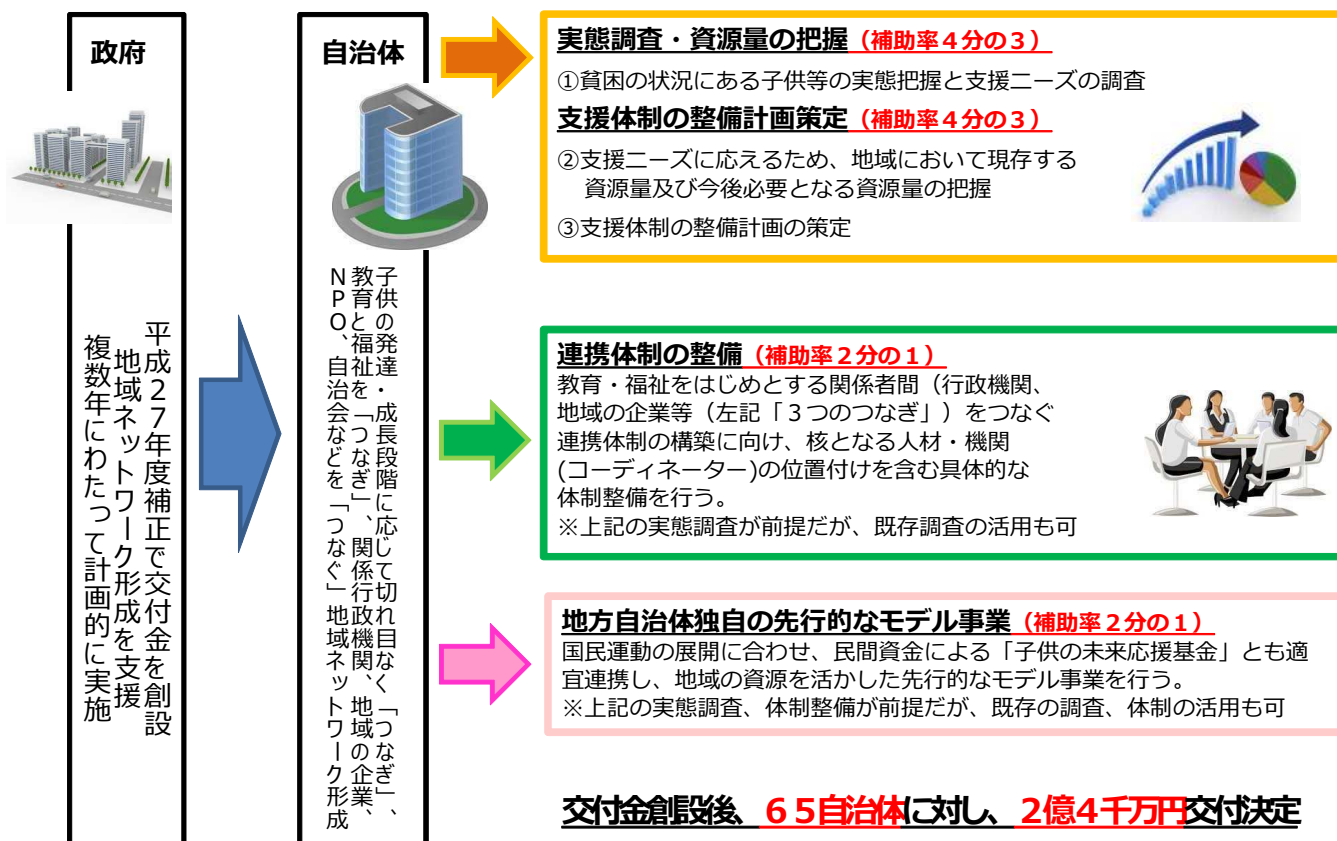 政府
平成２７年度補正で交付金を創設
地域ネットワーク形成を支援
複数年にわたって計画的に実施
自治体
子供の発達・成長段階に応じて切れ目なく「つなぎ」、
教育と福祉を「つなぎ」、関係行政機関、地域の企業、
ＮＰＯ、自治会などを「つなぐ」地域ネットワーク形成
実態調査・資源量の把握（補助率４分の３）
①貧困の状況にある子供等の実態把握と支援ニーズの調査
支援体制の整備計画策定（補助率４分の３）
②支援ニーズに応えるため、地域において現存する
資源量及び今後必要となる資源量の把握
③支援体制の整備計画の策定
連携体制の整備（補助率２分の１）
教育・福祉をはじめとする関係者間（行政機関、
地域の企業等（左記「３つのつなぎ」）をつなぐ
連携体制の構築に向け、核となる人材・機関
(コーディネーター)の位置付けを含む具体的な
体制整備を行う。
※上記の実態調査が前提だが、既存調査の活用も可
地方自治体独自の先行的なモデル事業（補助率２分の１）
国民運動の展開に合わせ、民間資金による「子供の未来応援基金」とも適
宜連携し、地域の資源を活かした先行的なモデル事業を行う。
※上記の実態調査、体制整備が前提だが、既存の調査、体制の活用も可
交付金創設後、６５自治体に対し、２億４千万円交付決定